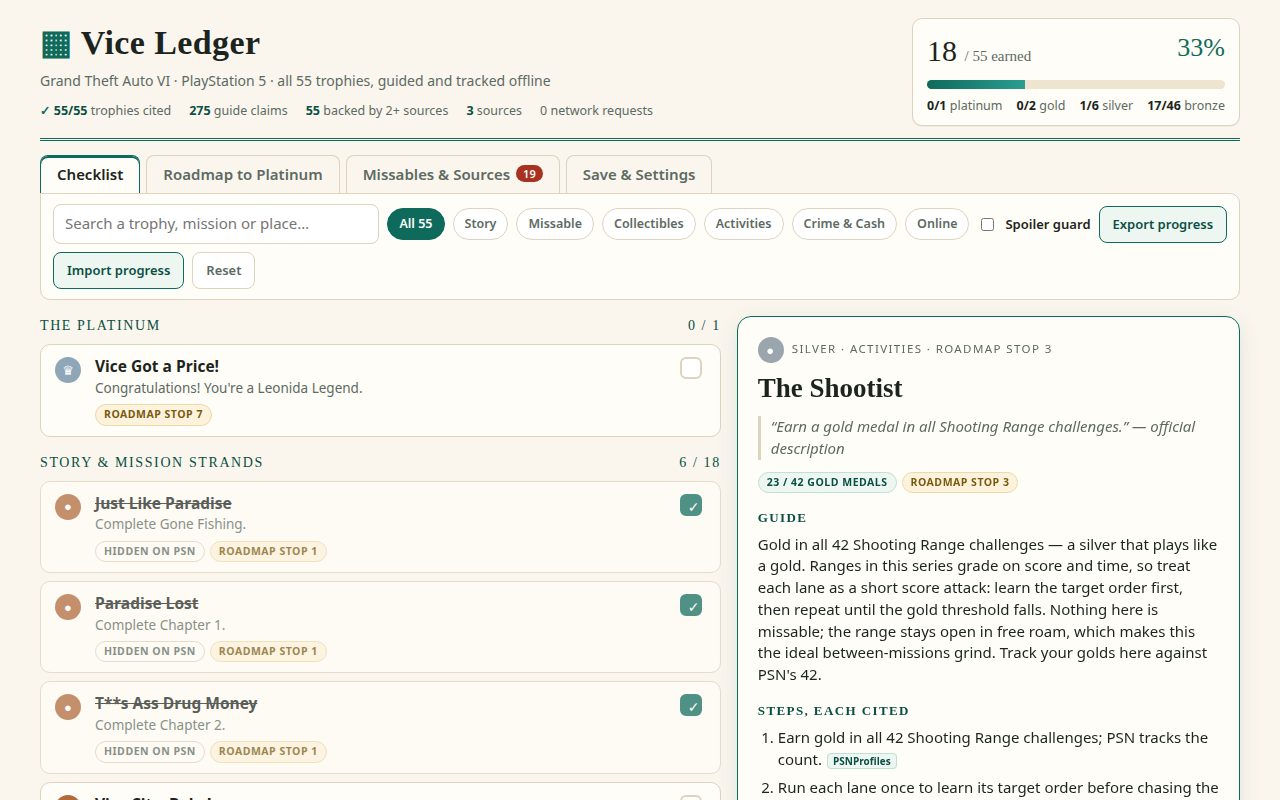 Vice Ledger
Grand Theft Auto VI · PlayStation 5 · all 55 trophies, guided and tracked offline
✓ 55/55 trophies cited 275 guide claims 55 backed by 2+ sources 3 sources 0 network requests
18 / 55 earned 33%
0/1 platinum 0/2 gold 1/6 silver 17/46 bronze
Checklist Roadmap to Platinum Missables & Sources 19 Save & Settings
Search a trophy, mission or place... All 55 Story Missable Collectibles Activities Crime & Cash Online Spoiler guard Export progress
Import progress Reset
THE PLATINUM 0 / 1
Vice Got a Price!
Congratulations! You're a Leonida Legend.
ROADMAP STOP 7
STORY & MISSION STRANDS 6 / 18
Just Like Paradise
Complete Gone Fishing.
HIDDEN ON PSN ROADMAP STOP 1
Paradise Lost
Complete Chapter 1.
HIDDEN ON PSN ROADMAP STOP 1
T**s Ass Drug Money
Complete Chapter 2.
HIDDEN ON PSN ROADMAP STOP 1
SILVER · ACTIVITIES · ROADMAP STOP 3
The Shootist
“Earn a gold medal in all Shooting Range challenges.” — official
description
23 / 42 GOLD MEDALS ROADMAP STOP 3
GUIDE
Gold in all 42 Shooting Range challenges — a silver that plays like
a gold. Ranges in this series grade on score and time, so treat
each lane as a short score attack: learn the target order first,
then repeat until the gold threshold falls. Nothing here is
missable; the range stays open in free roam, which makes this
the ideal between-missions grind. Track your golds here against
PSN's 42.
STEPS, EACH CITED
1. Earn gold in all 42 Shooting Range challenges; PSN tracks the
count. PSNProfiles
2. Run each lane once to learn its target order before chasing the